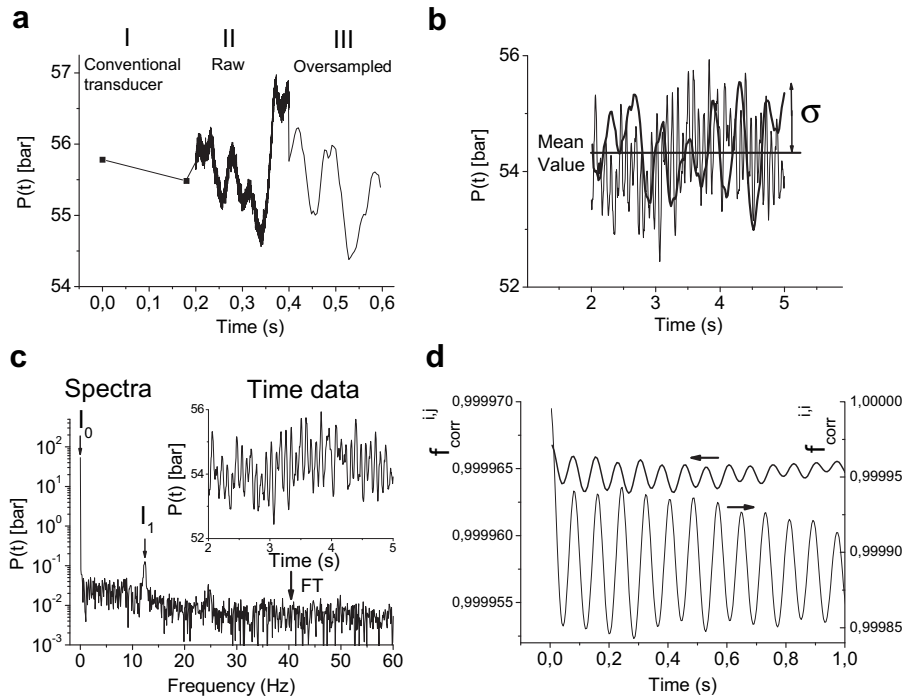 a
I II III
Conventional transducer Raw Oversampled
P(t) [bar]
57
56
55
54
0,0 0,1 0,2 0,3 0,4 0,5 0,6
Time (s)
b
P(t) [bar]
56
54
52
Mean
Value
σ
2 3 4 5
Time (s)
c
Spectra
Time data
P(t) [bar]
10²
10¹
10⁰
10⁻¹
10⁻²
10⁻³
I₀
I₁
FT
0 10 20 30 40 50 60
Frequency (Hz)
P(t) [bar]
56
54
52
2 3 4 5
Time (s)
d
f corr i,j
0,999970
0,999965
0,999960
0,999955
f corr i,i
1,00000
0,99995
0,99990
0,99985
0,0 0,2 0,4 0,6 0,8 1,0
Time (s)